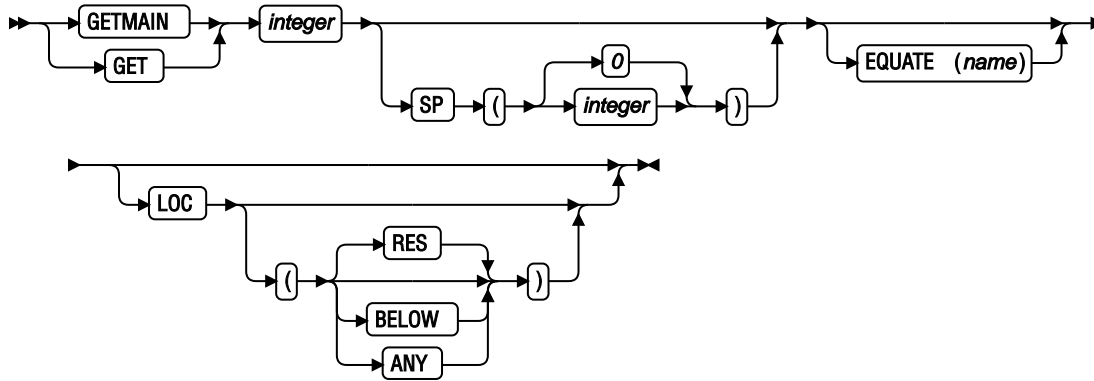 GETMAIN
GET
integer
SP
(
0
integer
)
EQUATE (name)
LOC
(
RES
BELOW
ANY
)